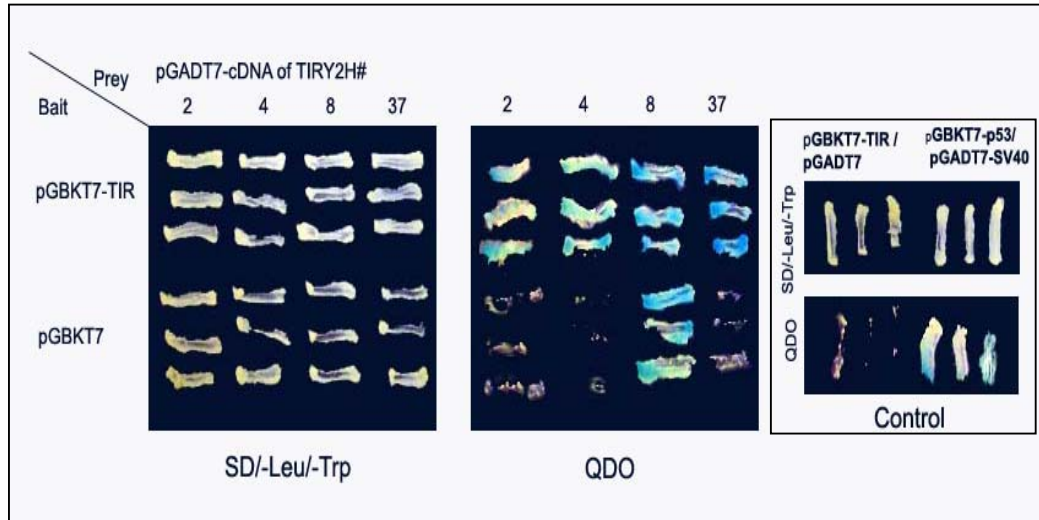 Prey
pGADT7-cDNA of TIRY2H#
Bait
2 4 8 37
2 4 8 37
pGBKT7-TIR
pGBKT7
SD/-Leu/-Trp
QDO
pGBKT7-TIR / pGADT7
pGBKT7-p53/ pGADT7-SV40
SD/-Leu/-Trp
QDO
Control